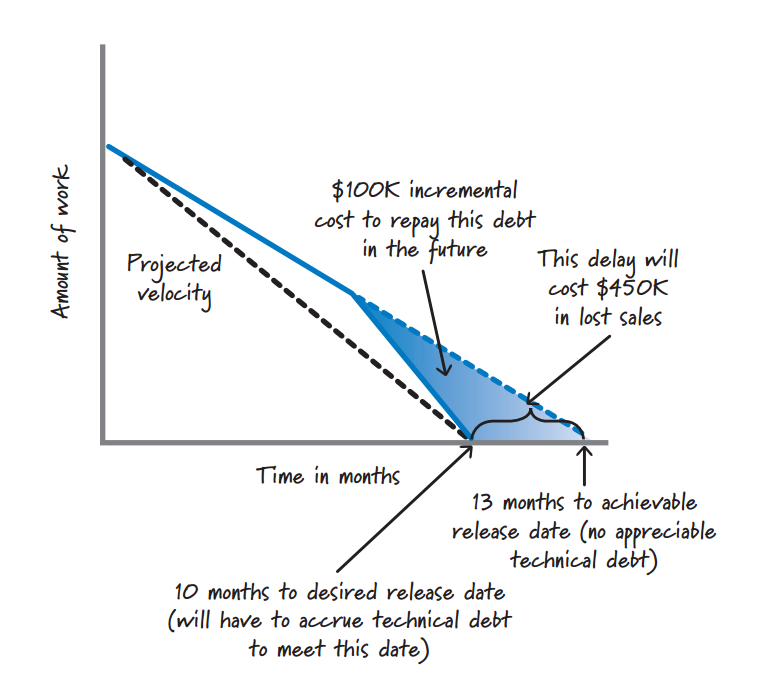 $100K incremental
cost to repay this debt
in the future
This delay will
cost $450K
in lost sales
Projected
velocity
Amount of work
Time in months
13 months to achievable
release date (no appreciable
technical debt)
10 months to desired release date
(will have to accrue technical debt
to meet this date)